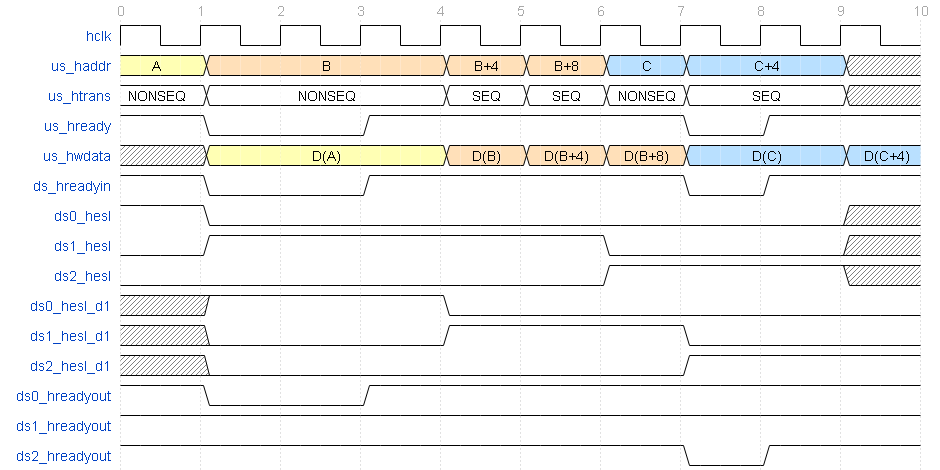 0 1 2 3 4 5 6 7 8 9 10
hclk
us_haddr A B B+4 B+8 C C+4
us_htrans NONSEQ NONSEQ SEQ SEQ NONSEQ SEQ
us_hready
us_hwdata D(A) D(B) D(B+4) D(B+8) D(C) D(C+4)
ds_hreadyin
ds0_hesl
ds1_hesl
ds2_hesl
ds0_hesl_d1
ds1_hesl_d1
ds2_hesl_d1
ds0_hreadyout
ds1_hreadyout
ds2_hreadyout